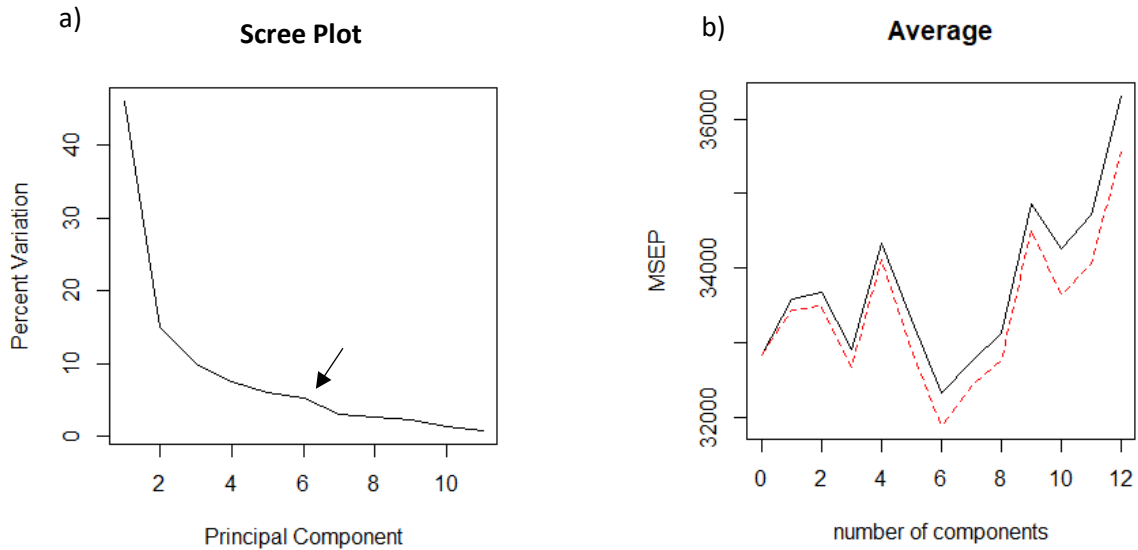 a)
Scree Plot
Percent Variation
40
30
20
10
0
2 4 6 8 10
Principal Component
b)
Average
MSEP
36000
34000
32000
0 2 4 6 8 10 12
number of components